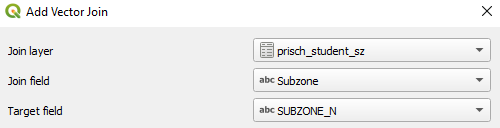 Add Vector Join
Join layer prisch_student_sz
Join field abc Subzone
Target field abc SUBZONE_N